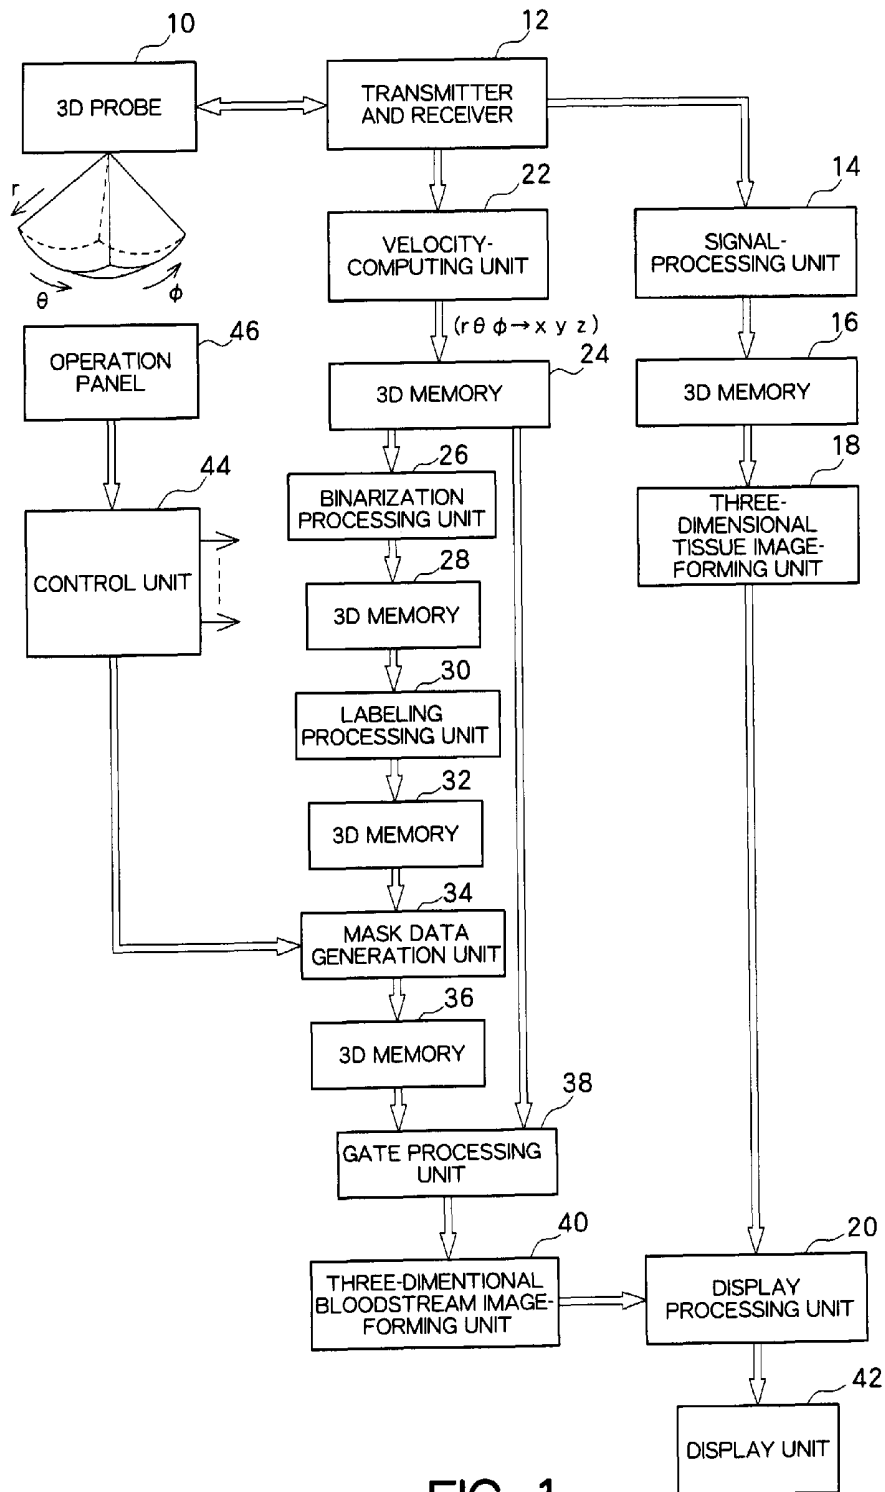 10
3D PROBE
12
TRANSMITTER
AND RECEIVER
r
θ
ϕ
22
VELOCITY-
COMPUTING UNIT
14
SIGNAL-
PROCESSING UNIT
(r θ ϕ → x y z)
46
OPERATION
PANEL
24
3D MEMORY
16
3D MEMORY
26
BINARIZATION
PROCESSING UNIT
18
THREE-
DIMENSIONAL
TISSUE IMAGE-
FORMING UNIT
44
CONTROL UNIT
28
3D MEMORY
30
LABELING
PROCESSING UNIT
32
3D MEMORY
34
MASK DATA
GENERATION UNIT
36
3D MEMORY
38
GATE PROCESSING
UNIT
40
THREE-DIMENTIONAL
BLOODSTREAM IMAGE-
FORMING UNIT
20
DISPLAY
PROCESSING UNIT
42
DISPLAY UNIT
FIG. 1